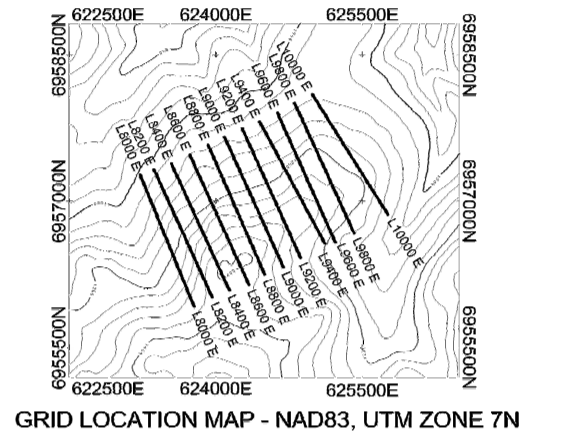 622500E 624000E 625500E
6958500N
6957000N
6955500N
6958500N
6957000N
6955500N
L8000 E
L8200 E
L8400 E
L8600 E
L8800 E
L9000 E
L9200 E
L9400 E
L9600 E
L9800 E
L10000 E
L8000 E
L8200 E
L8400 E
L8600 E
L8800 E
L9000 E
L9200 E
L9400 E
L9600 E
L9800 E
L10000 E
622500E 624000E 625500E
GRID LOCATION MAP - NAD83, UTM ZONE 7N